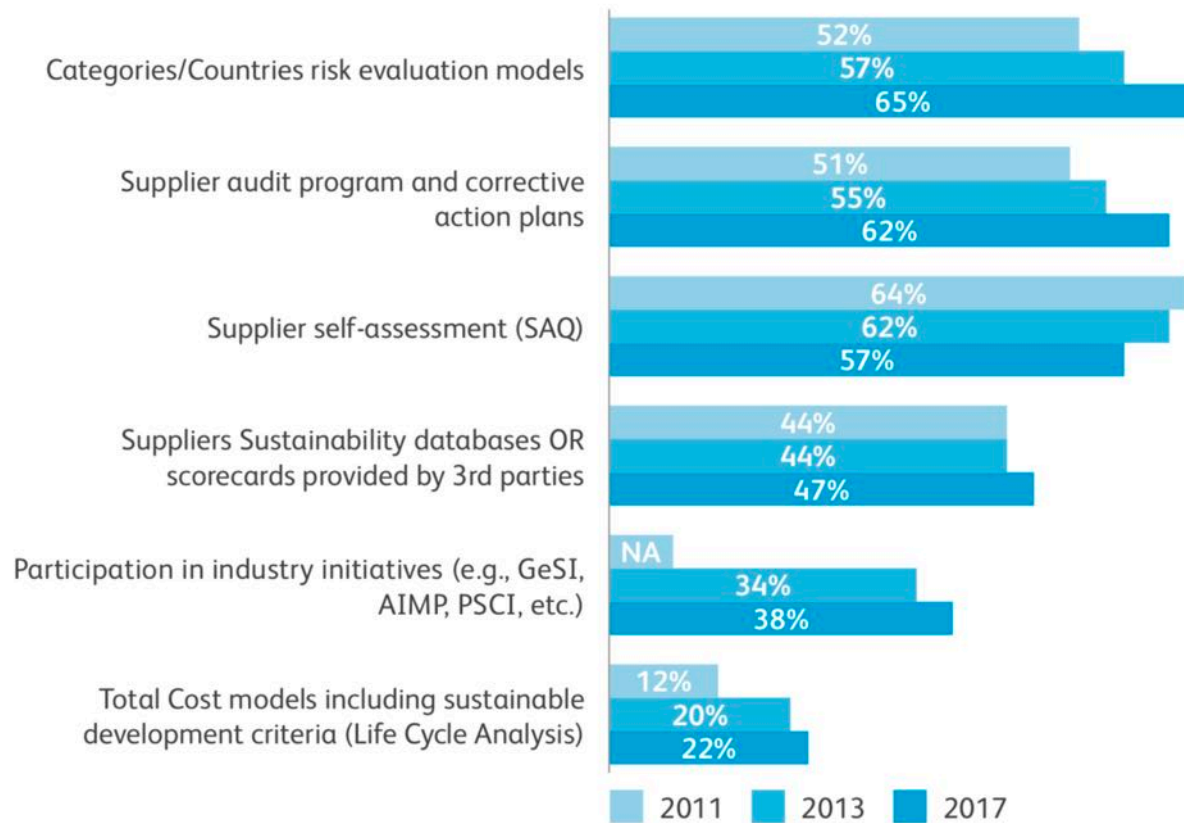 52%
Categories/Countries risk evaluation models
57%
65%
51%
Supplier audit program and corrective
action plans
55%
62%
64%
Supplier self-assessment (SAQ)
62%
57%
44%
Suppliers Sustainability databases OR
scorecards provided by 3rd parties
44%
47%
NA
Participation in industry initiatives (e.g., GeSI,
AIMP, PSCI, etc.)
34%
38%
12%
Total Cost models including sustainable
development criteria (Life Cycle Analysis)
20%
22%
2011 2013 2017